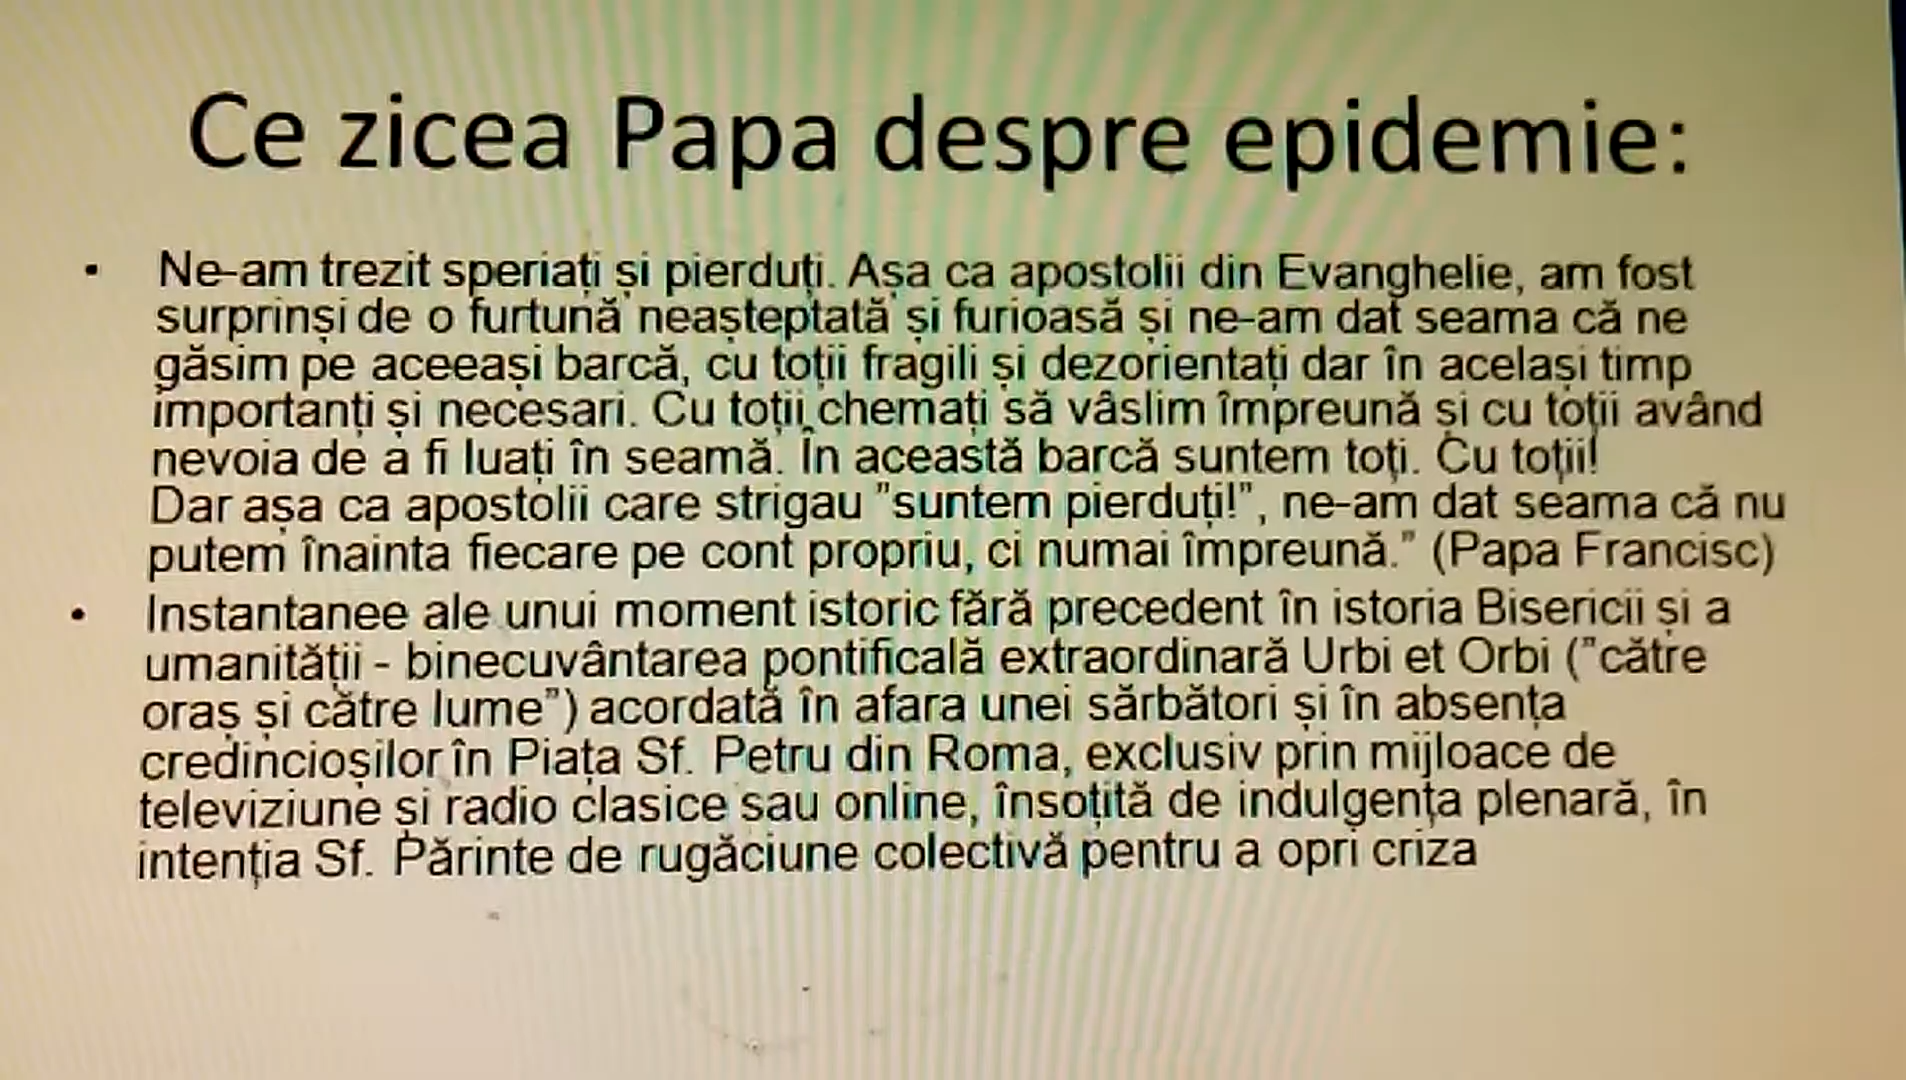 Ce zicea Papa despre epidemie:
• Ne-am trezit speriați și pierduți. Așa ca apostolii din Evanghelie, am fost
surprinși de o furtună neașteptată și furioasă și ne-am dat seama că ne
găsim pe aceeași barcă, cu toții fragili și dezorientați dar în același timp
importanți și necesari. Cu toții chemați să vâslim împreună și cu toții având
nevoia de a fi luați în seamă. În această barcă suntem toți. Cu toții!
Dar așa ca apostolii care strigau ”suntem pierduți!”, ne-am dat seama că nu
putem înainta fiecare pe cont propriu, ci numai împreună.” (Papa Francisc)
• Instantanee ale unui moment istoric fără precedent în istoria Bisericii și a
umanității - binecuvântarea pontificală extraordinară Urbi et Orbi (”către
oraș și către lume”) acordată în afara unei sărbători și în absența
credincioșilor în Piața Sf. Petru din Roma, exclusiv prin mijloace de
televiziune și radio clasice sau online, însoțită de indulgența plenară, în
intenția Sf. Părinte de rugăciune colectivă pentru a opri criza